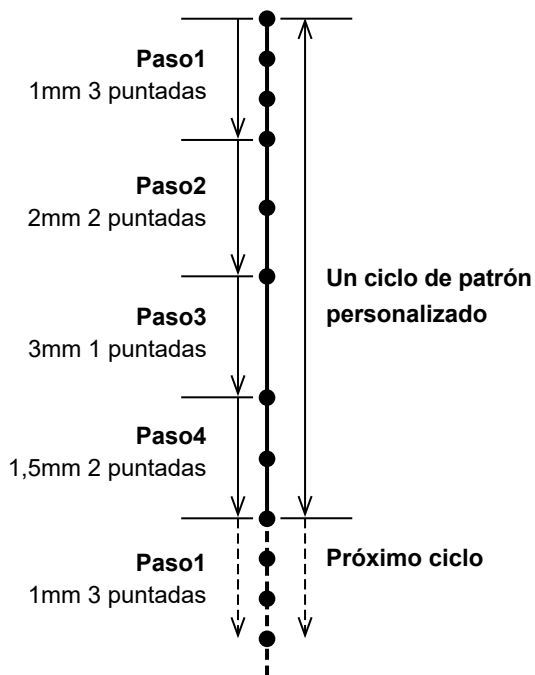 Paso1
1mm 3 puntadas
Paso2
2mm 2 puntadas
Un ciclo de patrón
personalizado
Paso3
3mm 1 puntadas
Paso4
1,5mm 2 puntadas
Paso1
1mm 3 puntadas
Próximo ciclo